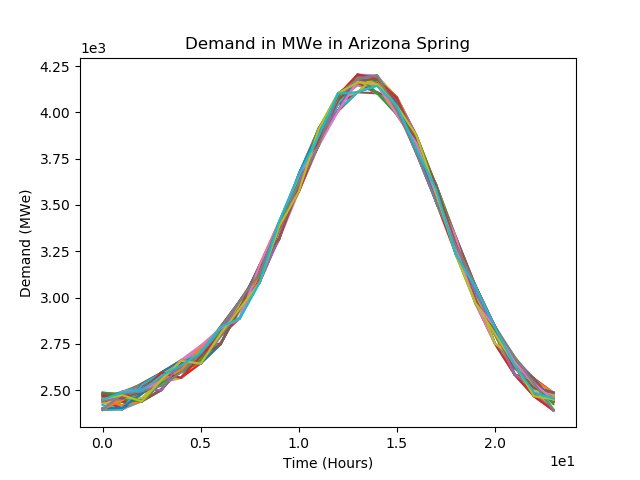 Demand in MWe in Arizona Spring
1e3
4.25
4.00
3.75
3.50
3.25
3.00
2.75
2.50
Demand (MWe)
0.0 0.5 1.0 1.5 2.0
Time (Hours)
1e1